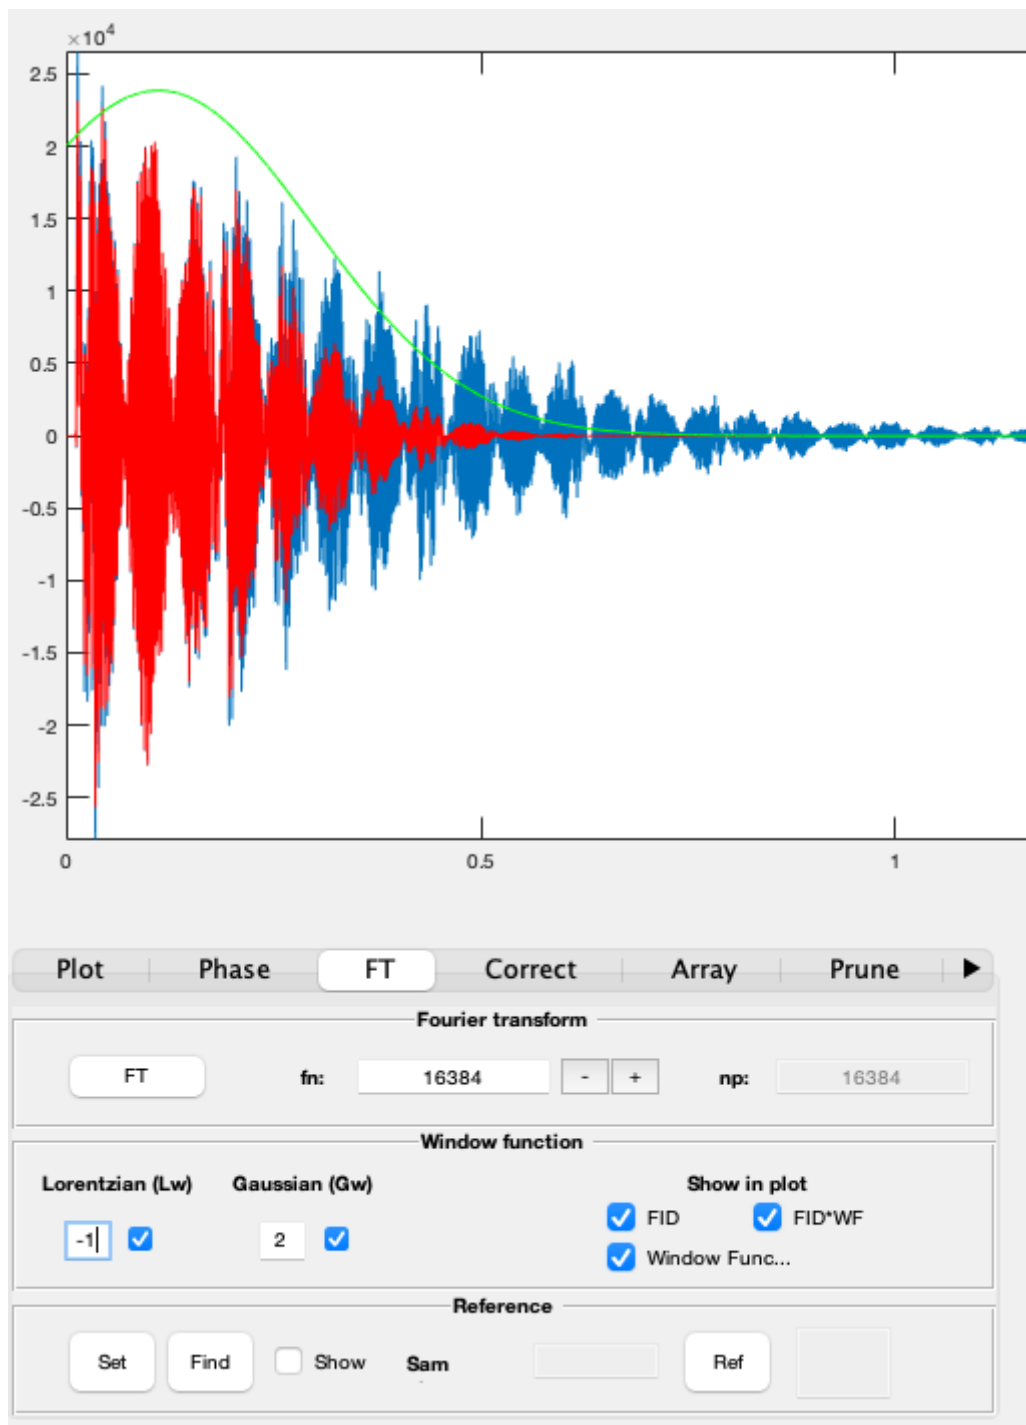 ×10⁴
2.5
2
1.5
1
0.5
0
-0.5
-1
-1.5
-2
-2.5
0 0.5 1
Plot Phase FT Correct Array Prune
Fourier transform
FT fn: 16384 - + np: 16384
Window function
Lorentzian (Lw) Gaussian (Gw) Show in plot
-1 2 FID FID*WF
Window Func...
Reference
Set Find Show Sam Ref